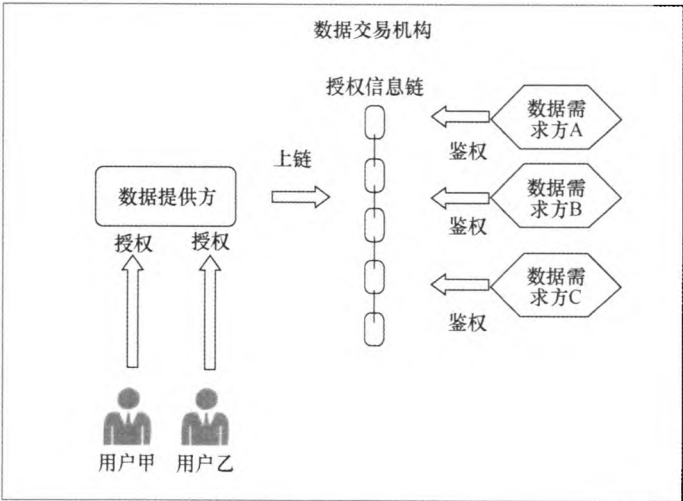 数据交易机构
授权信息链
数据需
求方A
鉴权
上链
数据提供方
数据需
求方B
鉴权
授权 授权
数据需
求方C
鉴权
用户甲 用户乙